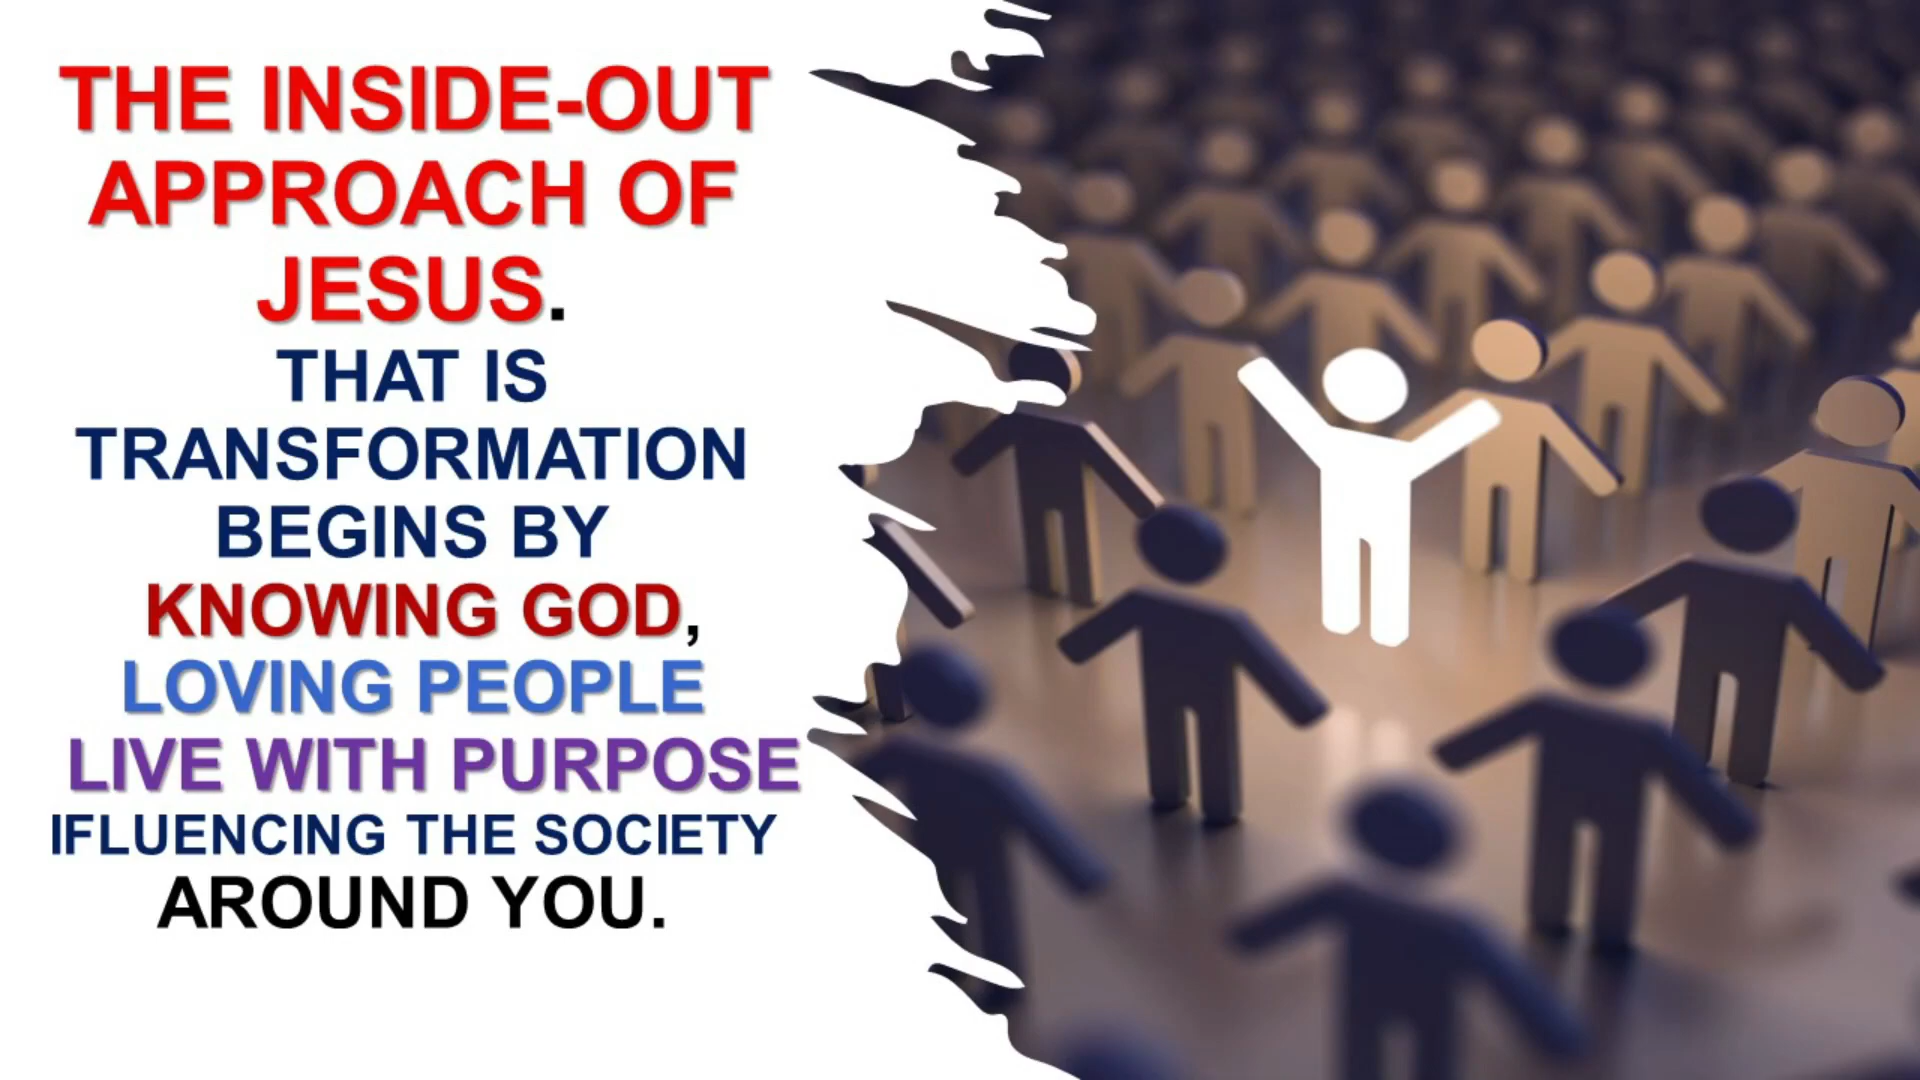 THE INSIDE-OUT
APPROACH OF
JESUS.
THAT IS
TRANSFORMATION
BEGINS BY
KNOWING GOD,
LOVING PEOPLE
LIVE WITH PURPOSE
IFLUENCING THE SOCIETY
AROUND YOU.